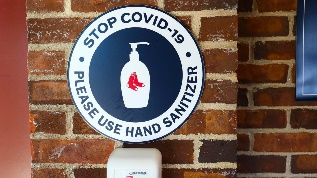 STOP COVID-19
PLEASE USE HAND SANITIZER